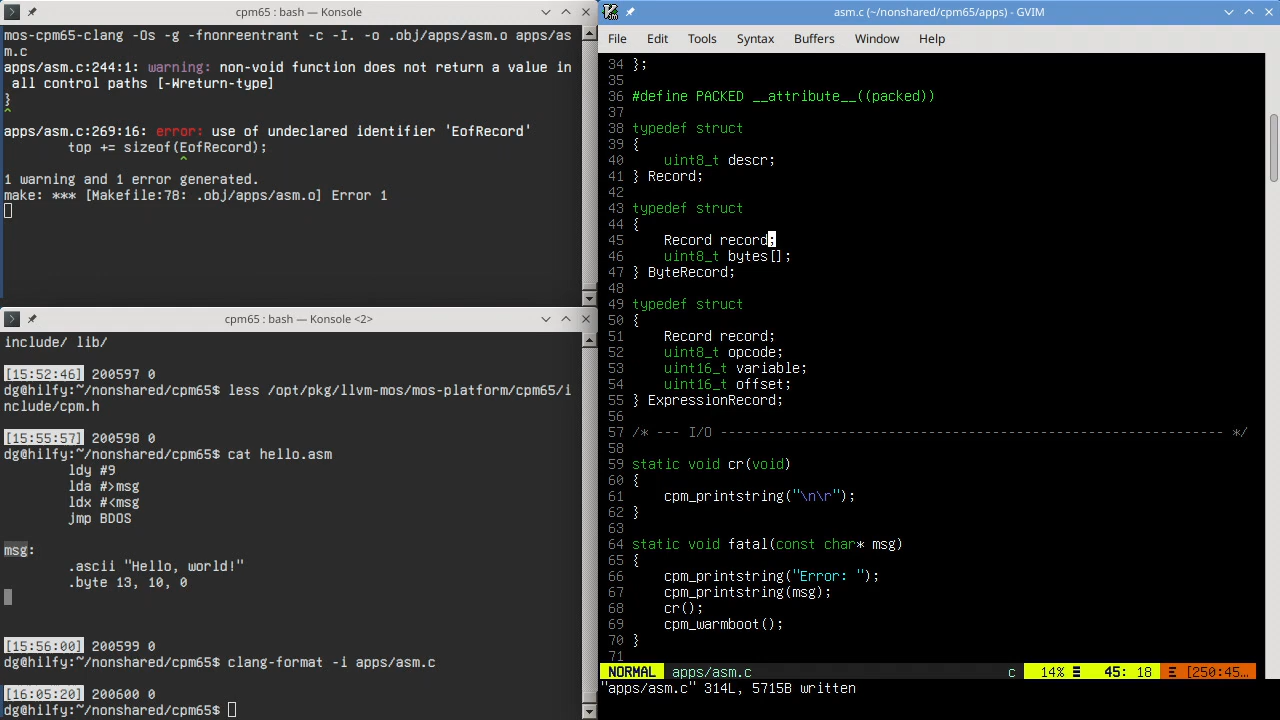 cpm65 : bash — Konsole
mos-cpm65-clang -Os -g -fnonreentrant -c -I. -o .obj/apps/asm.o apps/as
m.c
apps/asm.c:244:1: warning: non-void function does not return a value in
 all control paths [-Wreturn-type]
}
^
apps/asm.c:269:16: error: use of undeclared identifier 'EofRecord'
        top += sizeof(EofRecord);
                      ^
1 warning and 1 error generated.
make: *** [Makefile:78: .obj/apps/asm.o] Error 1
cpm65 : bash — Konsole <2>
include/ lib/
[15:52:46] 200597 0
dg@hilfy:~/nonshared/cpm65$ less /opt/pkg/llvm-mos/mos-platform/cpm65/i
nclude/cpm.h
[15:55:57] 200598 0
dg@hilfy:~/nonshared/cpm65$ cat hello.asm
        ldy #9
        lda #>msg
        ldx #<msg
        jmp BDOS
msg:
        .ascii "Hello, world!"
        .byte 13, 10, 0
[15:56:00] 200599 0
dg@hilfy:~/nonshared/cpm65$ clang-format -i apps/asm.c
[16:05:20] 200600 0
dg@hilfy:~/nonshared/cpm65$
asm.c (~/nonshared/cpm65/apps) - GVIM
File Edit Tools Syntax Buffers Window Help
34 };
35
36 #define PACKED __attribute__((packed))
37
38 typedef struct
39 {
40     uint8_t descr;
41 } Record;
42
43 typedef struct
44 {
45     Record record;
46     uint8_t bytes[];
47 } ByteRecord;
48
49 typedef struct
50 {
51     Record record;
52     uint8_t opcode;
53     uint16_t variable;
54     uint16_t offset;
55 } ExpressionRecord;
56
57 /* --- I/O ---------------------------------------------------------------- */
58
59 static void cr(void)
60 {
61     cpm_printstring("\n\r");
62 }
63
64 static void fatal(const char* msg)
65 {
66     cpm_printstring("Error: ");
67     cpm_printstring(msg);
68     cr();
69     cpm_warmboot();
70 }
71
NORMAL apps/asm.c c 14% ☰ 45: 18 Ξ [250:45…
"apps/asm.c" 314L, 5715B written